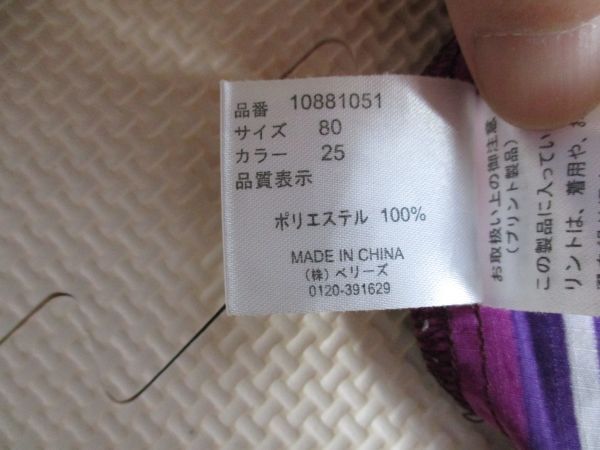 品番 10881051
サイズ 80
カラー 25
品質表示
ポリエステル 100%
MADE IN CHINA
(株) ベリーズ
0120-391629
お取扱い上の御注意
(プリント製品)
この製品に入ってい
リントは、着用や、